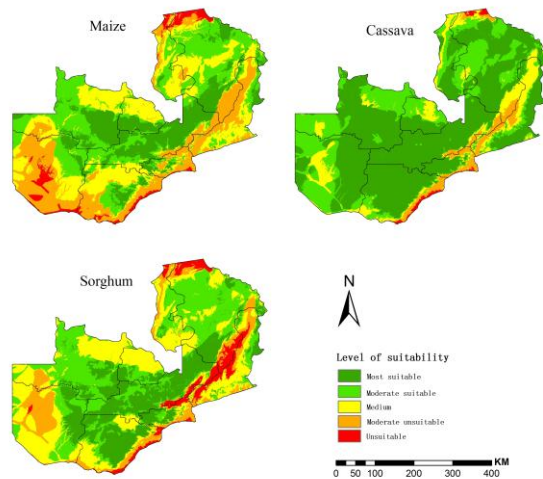 Maize
Cassava
Sorghum
N
Level of suitability
Most suitable
Moderate suitable
Medium
Moderate unsuitable
Unsuitable
KM
0 50 100 200 300 400